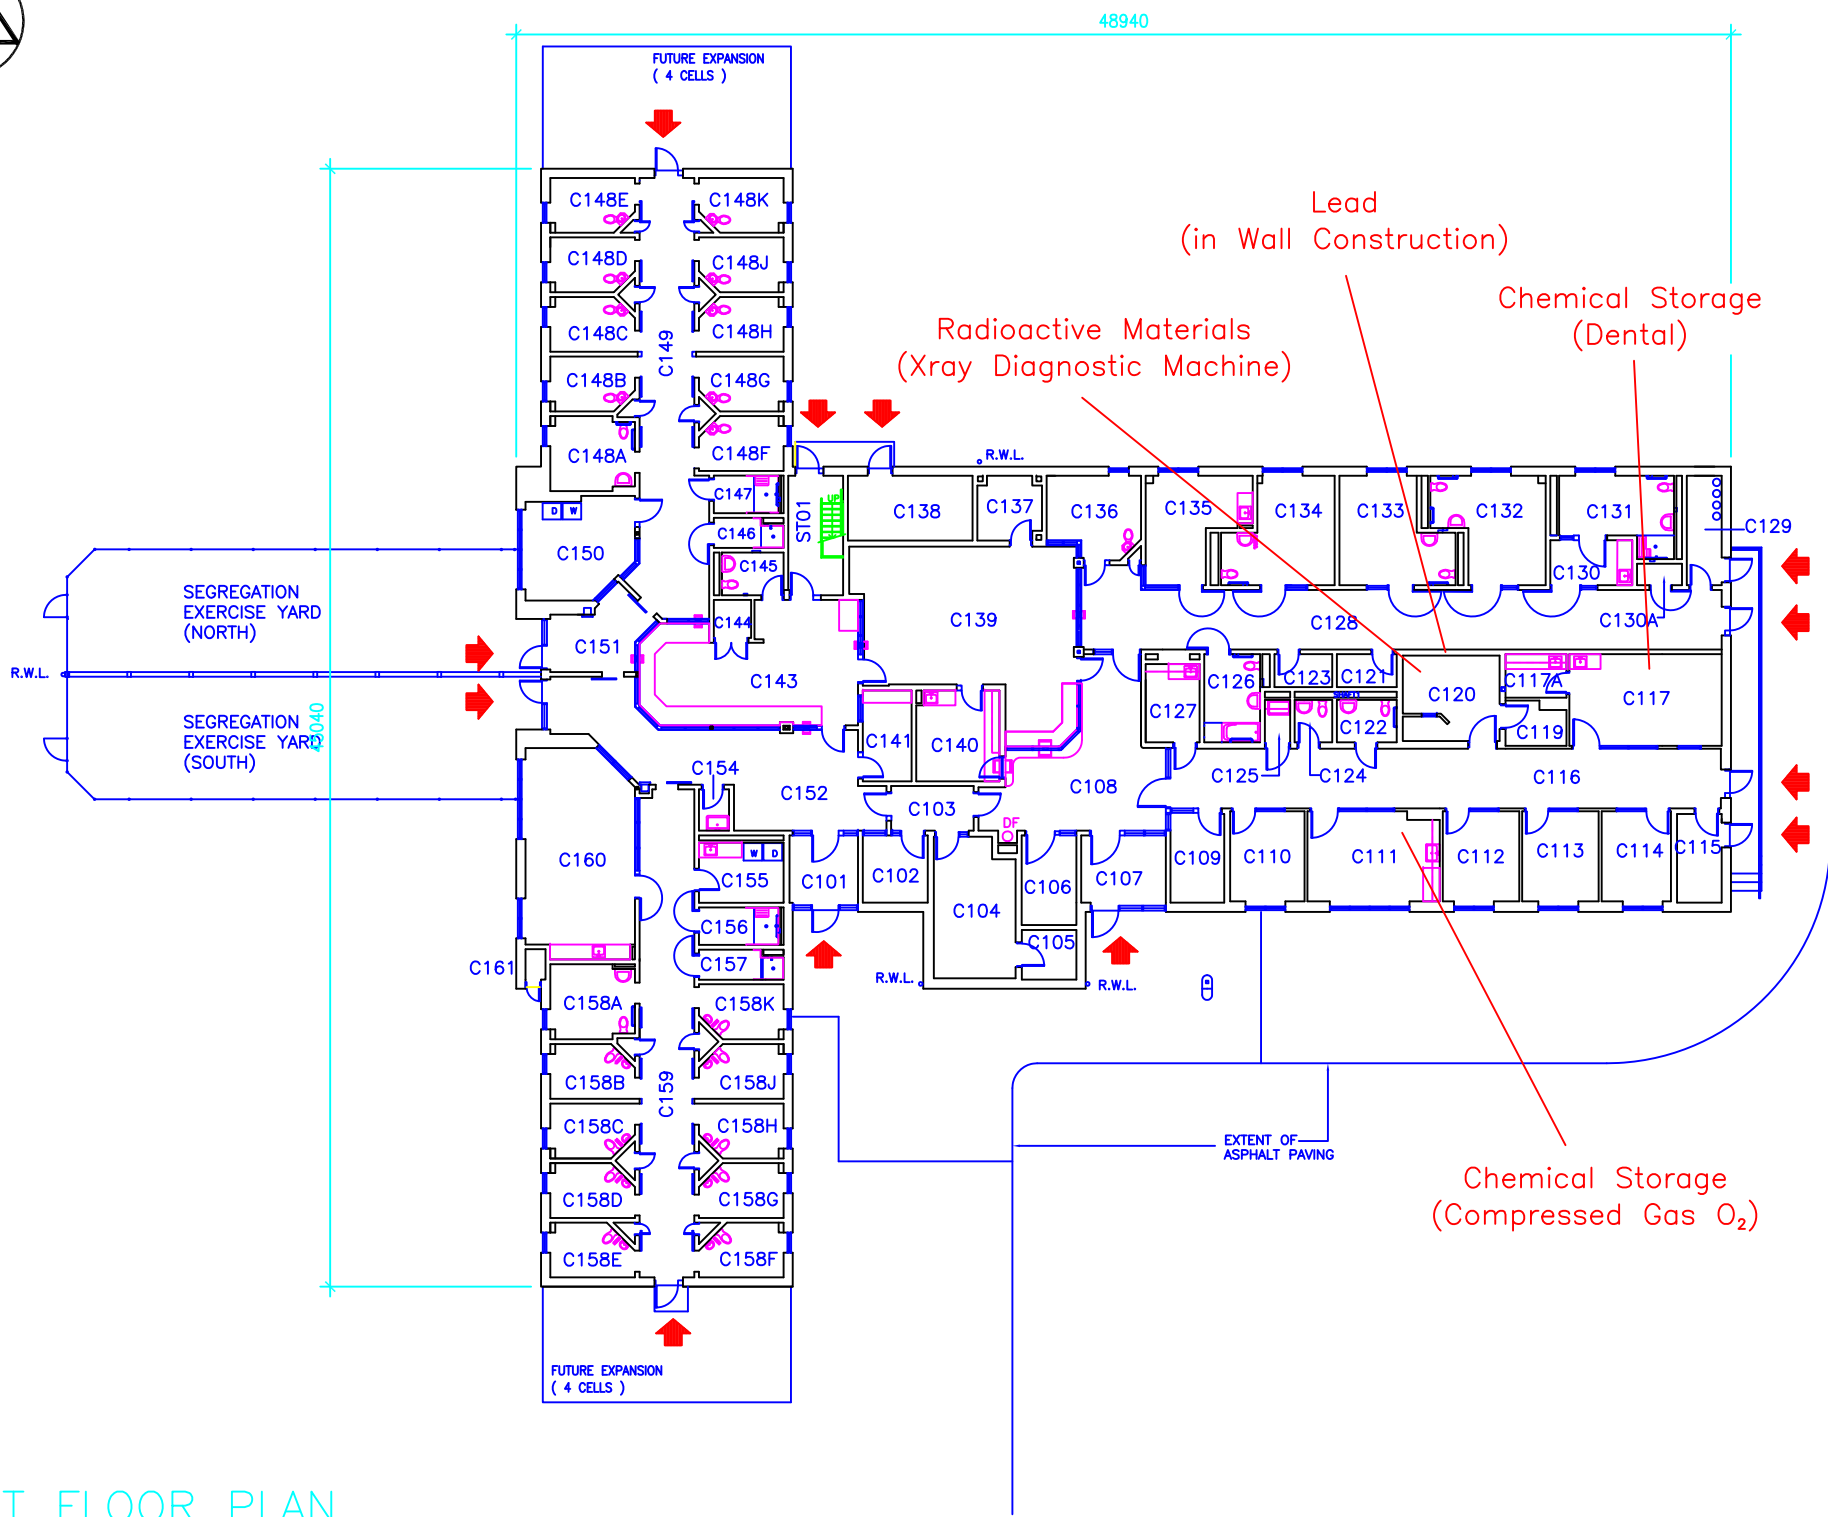 48940
FUTURE EXPANSION
( 4 CELLS )
C148E
C148K
C148D
C148J
C148C
C148H
C149
C148B
C148G
C148A
C148F
Lead
(in Wall Construction)
Chemical Storage
(Dental)
Radioactive Materials
(Xray Diagnostic Machine)
R.W.L.
C147
C146
C145
C144
D W
C150
C151
STO1
UP
C138
C137
C136
C135
C134
C133
C132
C131
C129
C130
C130A
C128
C139
C143
SEGREGATION
EXERCISE YARD
(NORTH)
R.W.L.
SEGREGATION
EXERCISE YARD
(SOUTH)
C141
C140
C127
C126
C123
C121
SHAFT1
C122
C120
C117A
C117
C119
C125
C124
C116
C154
C152
C103
C108
DF
C160
W D
C155
C101
C102
C104
C106
C105
C107
C109
C110
C111
C112
C113
C114
C115
C156
C157
C161
R.W.L.
R.W.L.
C158A
C158K
C158B
C158J
C159
C158C
C158H
C158D
C158G
C158E
C158F
EXTENT OF
ASPHALT PAVING
Chemical Storage
(Compressed Gas O₂)
FUTURE EXPANSION
( 4 CELLS )
T FLOOR PLAN